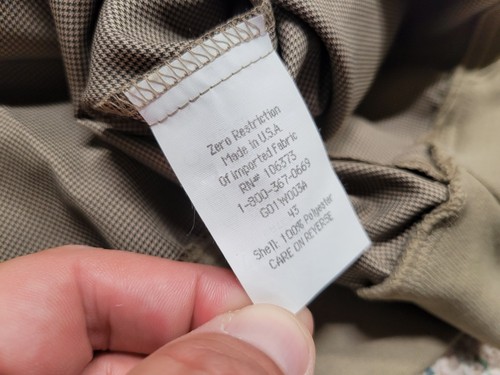 Zero Restriction
Made in U.S.A
Of Imported Fabric
RN# 106373
1-800-367-0669
G01W003A
43
Shell: 100% Polyester
CARE ON REVERSE